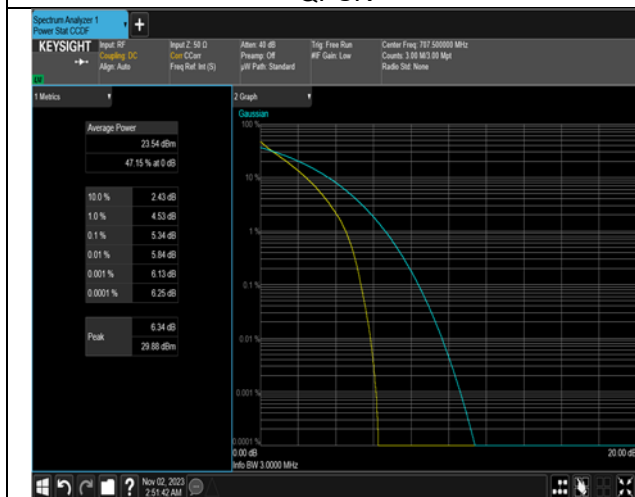 Spectrum Analyzer 1
Power Stat CCDF
+
KEYSIGHT
Input: RF
Coupling: DC
Align: Auto
Input Z: 50 Ω
Corr CCorr
Freq Ref: Int (S)
Atten: 40 dB
Preamp: Off
µW Path: Standard
Trig: Free Run
#IF Gain: Low
Center Freq: 707.500000 MHz
Counts: 3.00 M/3.00 Mpt
Radio Std: None
1 Metrics
Average Power
23.54 dBm
47.15 % at 0 dB
10.0 % 2.43 dB
1.0 % 4.53 dB
0.1 % 5.34 dB
0.01 % 5.84 dB
0.001 % 6.13 dB
0.0001 % 6.25 dB
Peak
6.34 dB
29.88 dBm
2 Graph
Gaussian
100 %
10 %
1 %
0.1 %
0.01 %
0.001 %
0.0001 %
0.00 dB
20.00 dB
Info BW 3.0000 MHz
?
Nov 02, 2023
2:51:42 AM